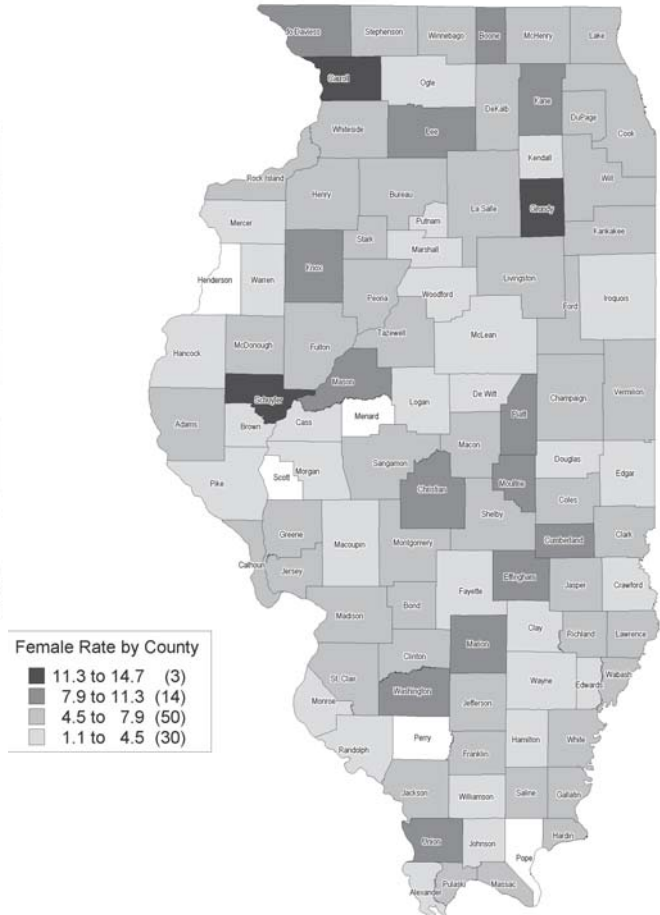 Jo Daviess
Stephenson
Winnebago
Boone
McHenry
Lake
Carroll
Ogle
DeKalb
Kane
DuPage
Cook
Whiteside
Lee
Kendall
Will
Rock Island
Henry
Bureau
La Salle
Grundy
Putnam
Kankakee
Mercer
Stark
Marshall
Knox
Henderson
Warren
Peoria
Woodford
Livingston
Ford
Iroquois
Tazewell
McLean
Hancock
McDonough
Fulton
Mason
Schuyler
Logan
De Witt
Piatt
Champaign
Vermilion
Adams
Brown
Cass
Menard
Macon
Sangamon
Douglas
Edgar
Scott
Morgan
Pike
Christian
Moultrie
Coles
Shelby
Greene
Macoupin
Montgomery
Cumberland
Clark
Calhoun
Jersey
Effingham
Fayette
Jasper
Crawford
Madison
Bond
Clay
Richland
Lawrence
Clinton
Marion
St. Clair
Wabash
Wayne
Edwards
Washington
Monroe
Jefferson
Randolph
Perry
Hamilton
White
Franklin
Jackson
Williamson
Saline
Gallatin
Union
Johnson
Pope
Hardin
Alexander
Pulaski
Massac
Female Rate by County
11.3 to 14.7 (3)
7.9 to 11.3 (14)
4.5 to 7.9 (50)
1.1 to 4.5 (30)